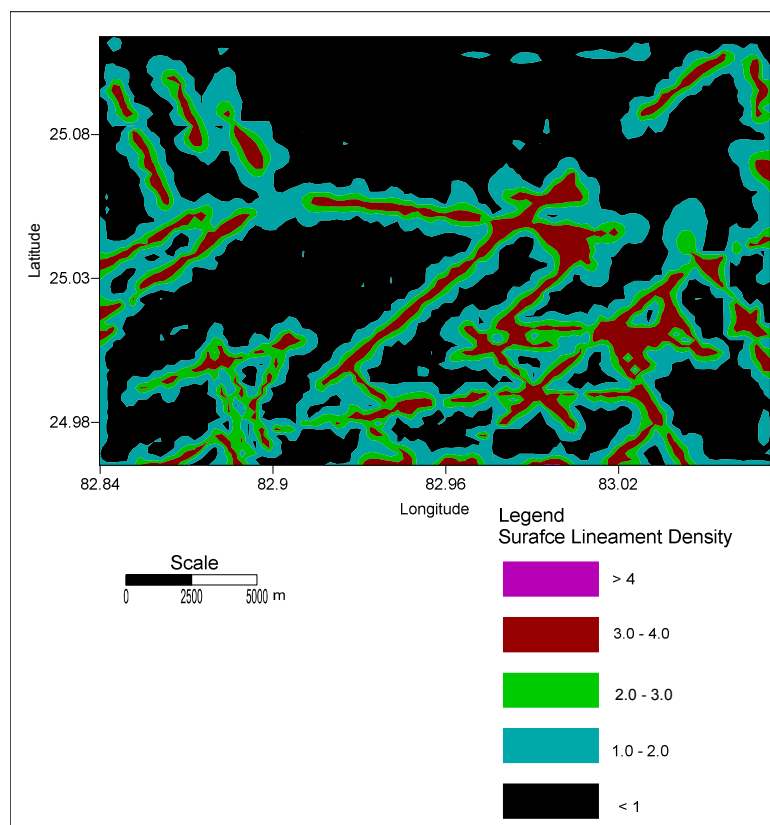 25.08
25.03
24.98
Latitude
82.84 82.9 82.96 83.02
Longitude
Scale
0 2500 5000 m
Legend
Surafce Lineament Density
> 4
3.0 - 4.0
2.0 - 3.0
1.0 - 2.0
< 1